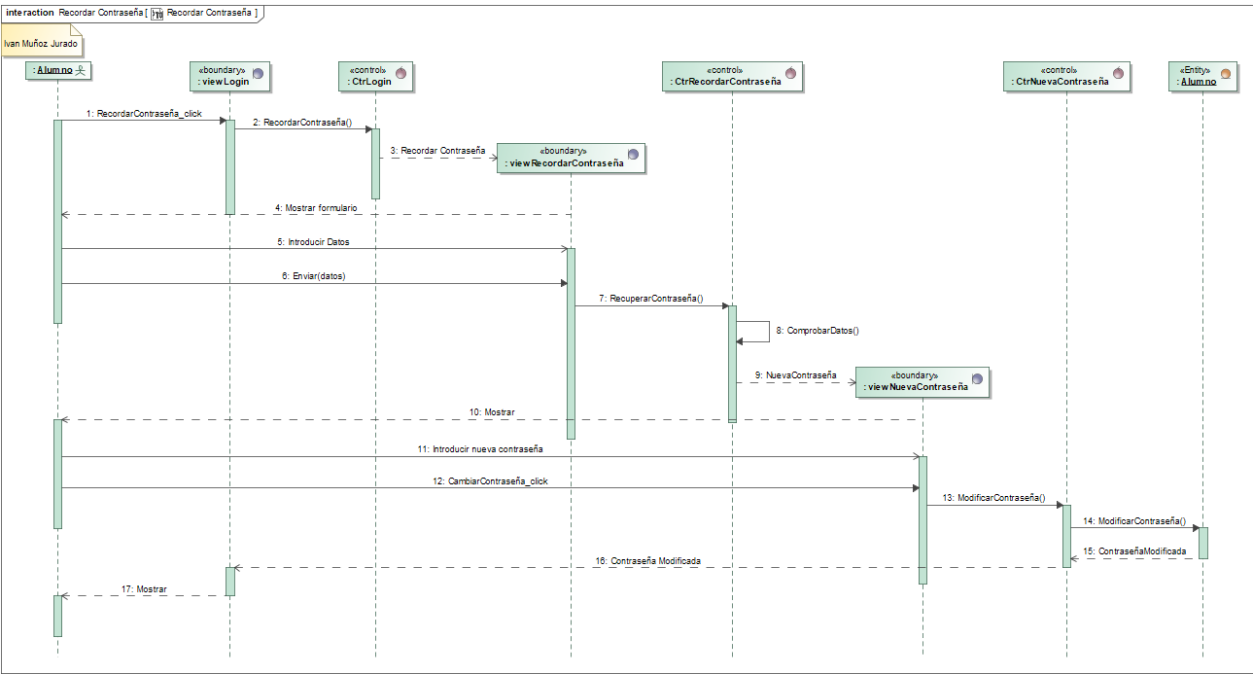 interaction Recordar Contraseña [ Recordar Contraseña ]
Ivan Muñoz Jurado
: Alumno
«boundary»
: viewLogin
«control»
: CtrLogin
«control»
: CtrRecordarContraseña
«control»
: CtrNuevaContraseña
«Entity»
: Alumno
1: RecordarContraseña_click
2: RecordarContraseña()
3: Recordar Contraseña
«boundary»
: viewRecordarContraseña
4: Mostrar formulario
5: Introducir Datos
6: Enviar(datos)
7: RecuperarContraseña()
8: ComprobarDatos()
9: NuevaContraseña
«boundary»
: viewNuevaContraseña
10: Mostrar
11: Introducir nueva contraseña
12: CambiarContraseña_click
13: ModificarContraseña()
14: ModificarContraseña()
15: ContraseñaModificada
16: Contraseña Modificada
17: Mostrar